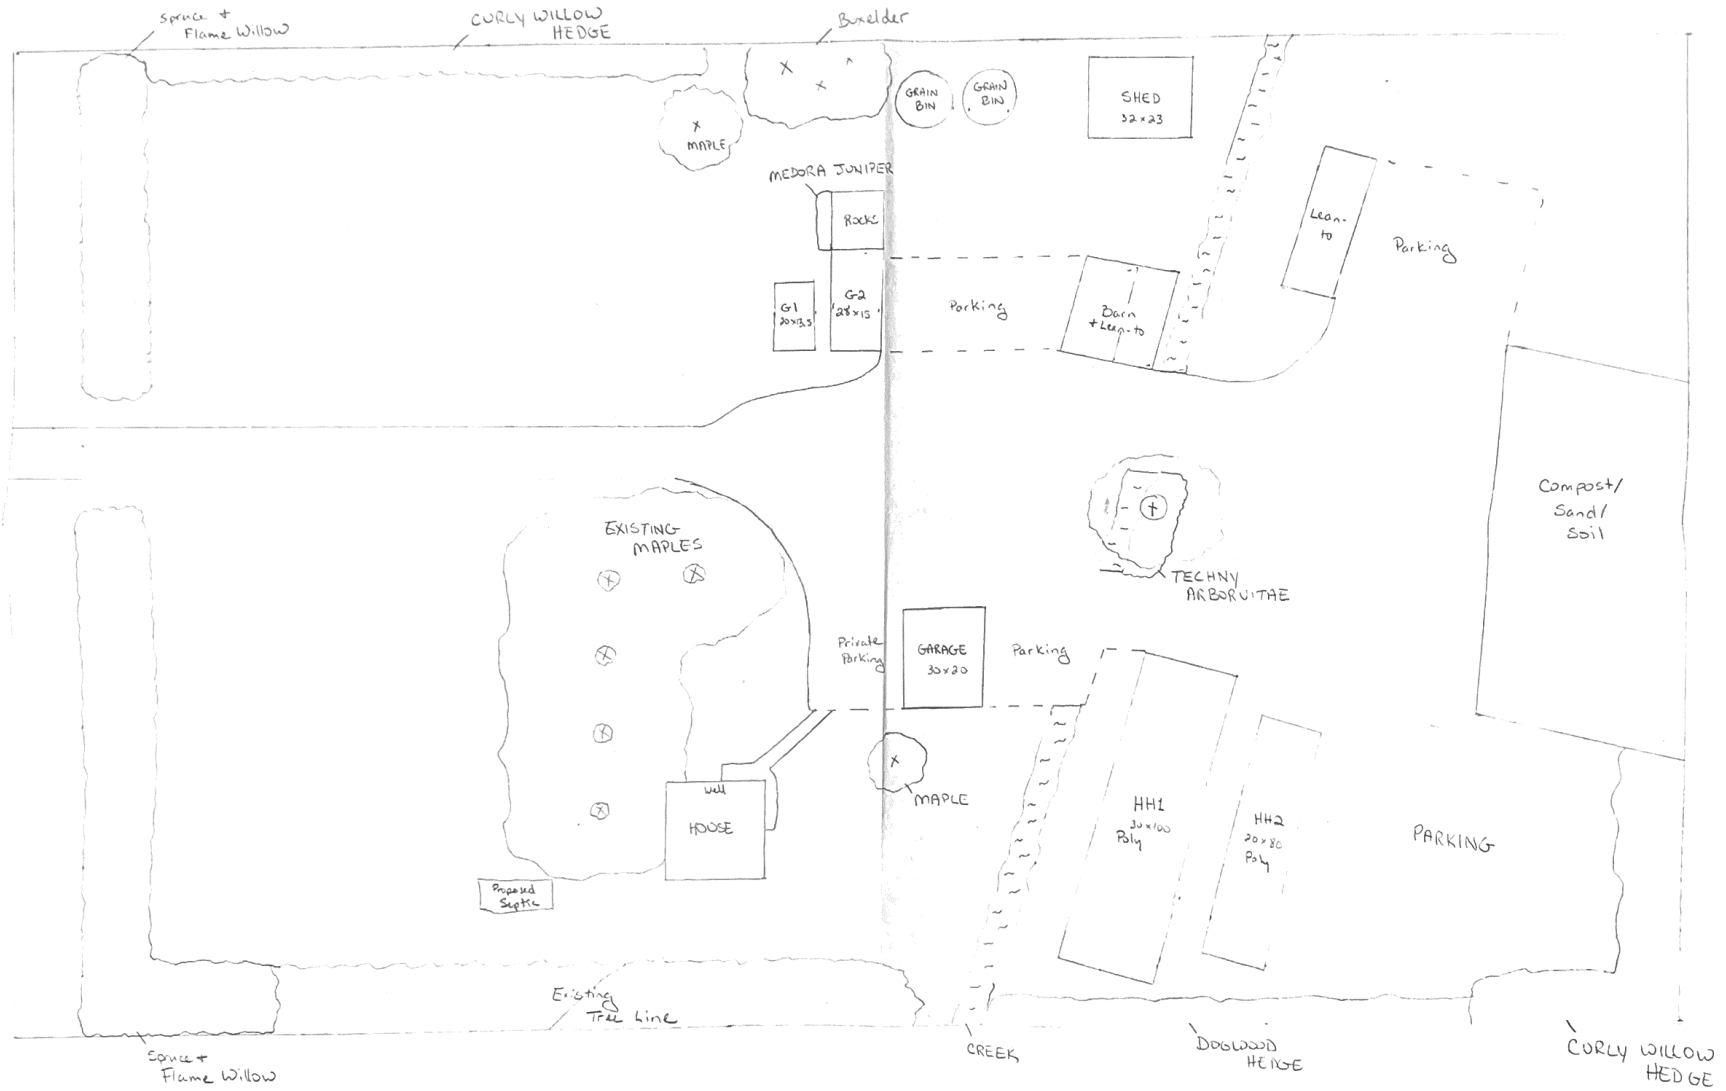 Spruce +
Flame Willow
CURLY WILLOW
HEDGE
Boxelder
GRAIN
BIN
GRAIN
BIN
SHED
32 x 23
MAPLE
MEDORA JUNIPER
ROCKS
Lean-
to
Parking
G1
20x13.5
G2
28x15
Parking
Barn
+ Lean-to
EXISTING
MAPLES
Compost/
Sand/
Soil
TECHNY
ARBORVITAE
Private
Parking
GARAGE
30x20
Parking
Well
HOUSE
MAPLE
HH1
30x100
Poly
HH2
20x80
Poly
PARKING
Proposed
Septic
Existing
Tree Line
Spruce +
Flame Willow
CREEK
DOGWOOD
HEDGE
CURLY WILLOW
HEDGE